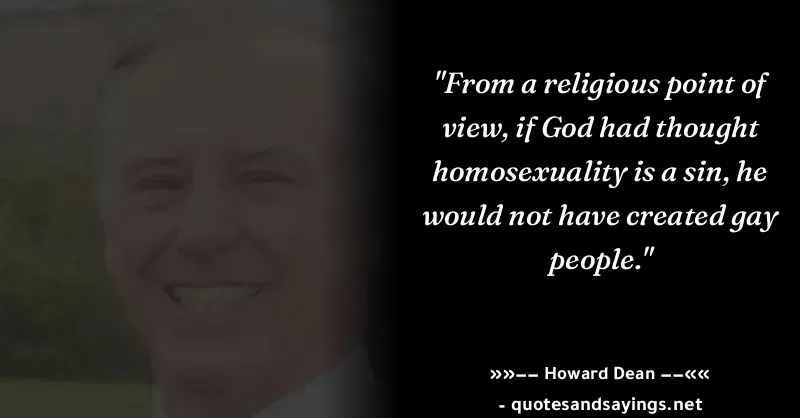 "From a religious point of
view, if God had thought
homosexuality is a sin, he
would not have created gay
people."
»»−− Howard Dean −−««
- quotesandsayings.net